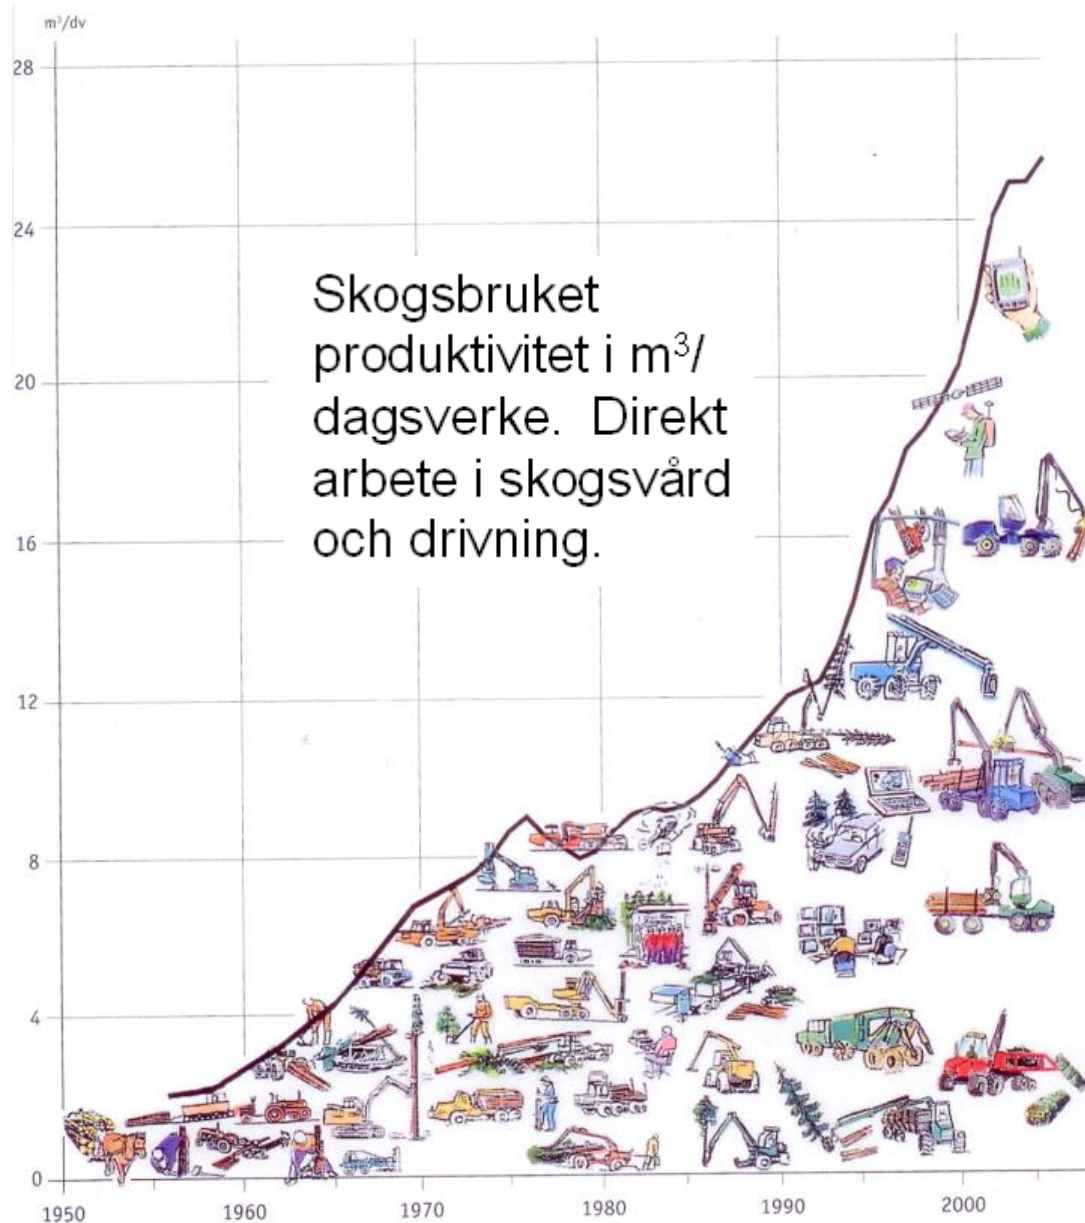 m³/dv
28
24
20
16
12
8
4
0
Skogsbruket
produktivitet i m³/
dagsverke. Direkt
arbete i skogsvård
och drivning.
1950
1960
1970
1980
1990
2000